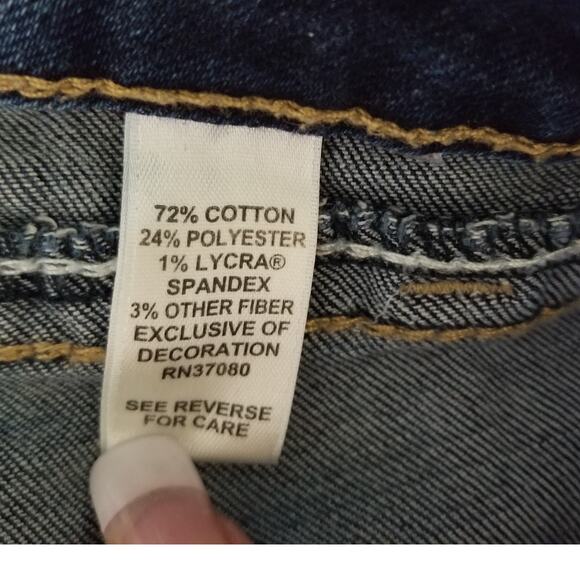 72% COTTON
24% POLYESTER
1% LYCRA®
SPANDEX
3% OTHER FIBER
EXCLUSIVE OF
DECORATION
RN37080
SEE REVERSE
FOR CARE